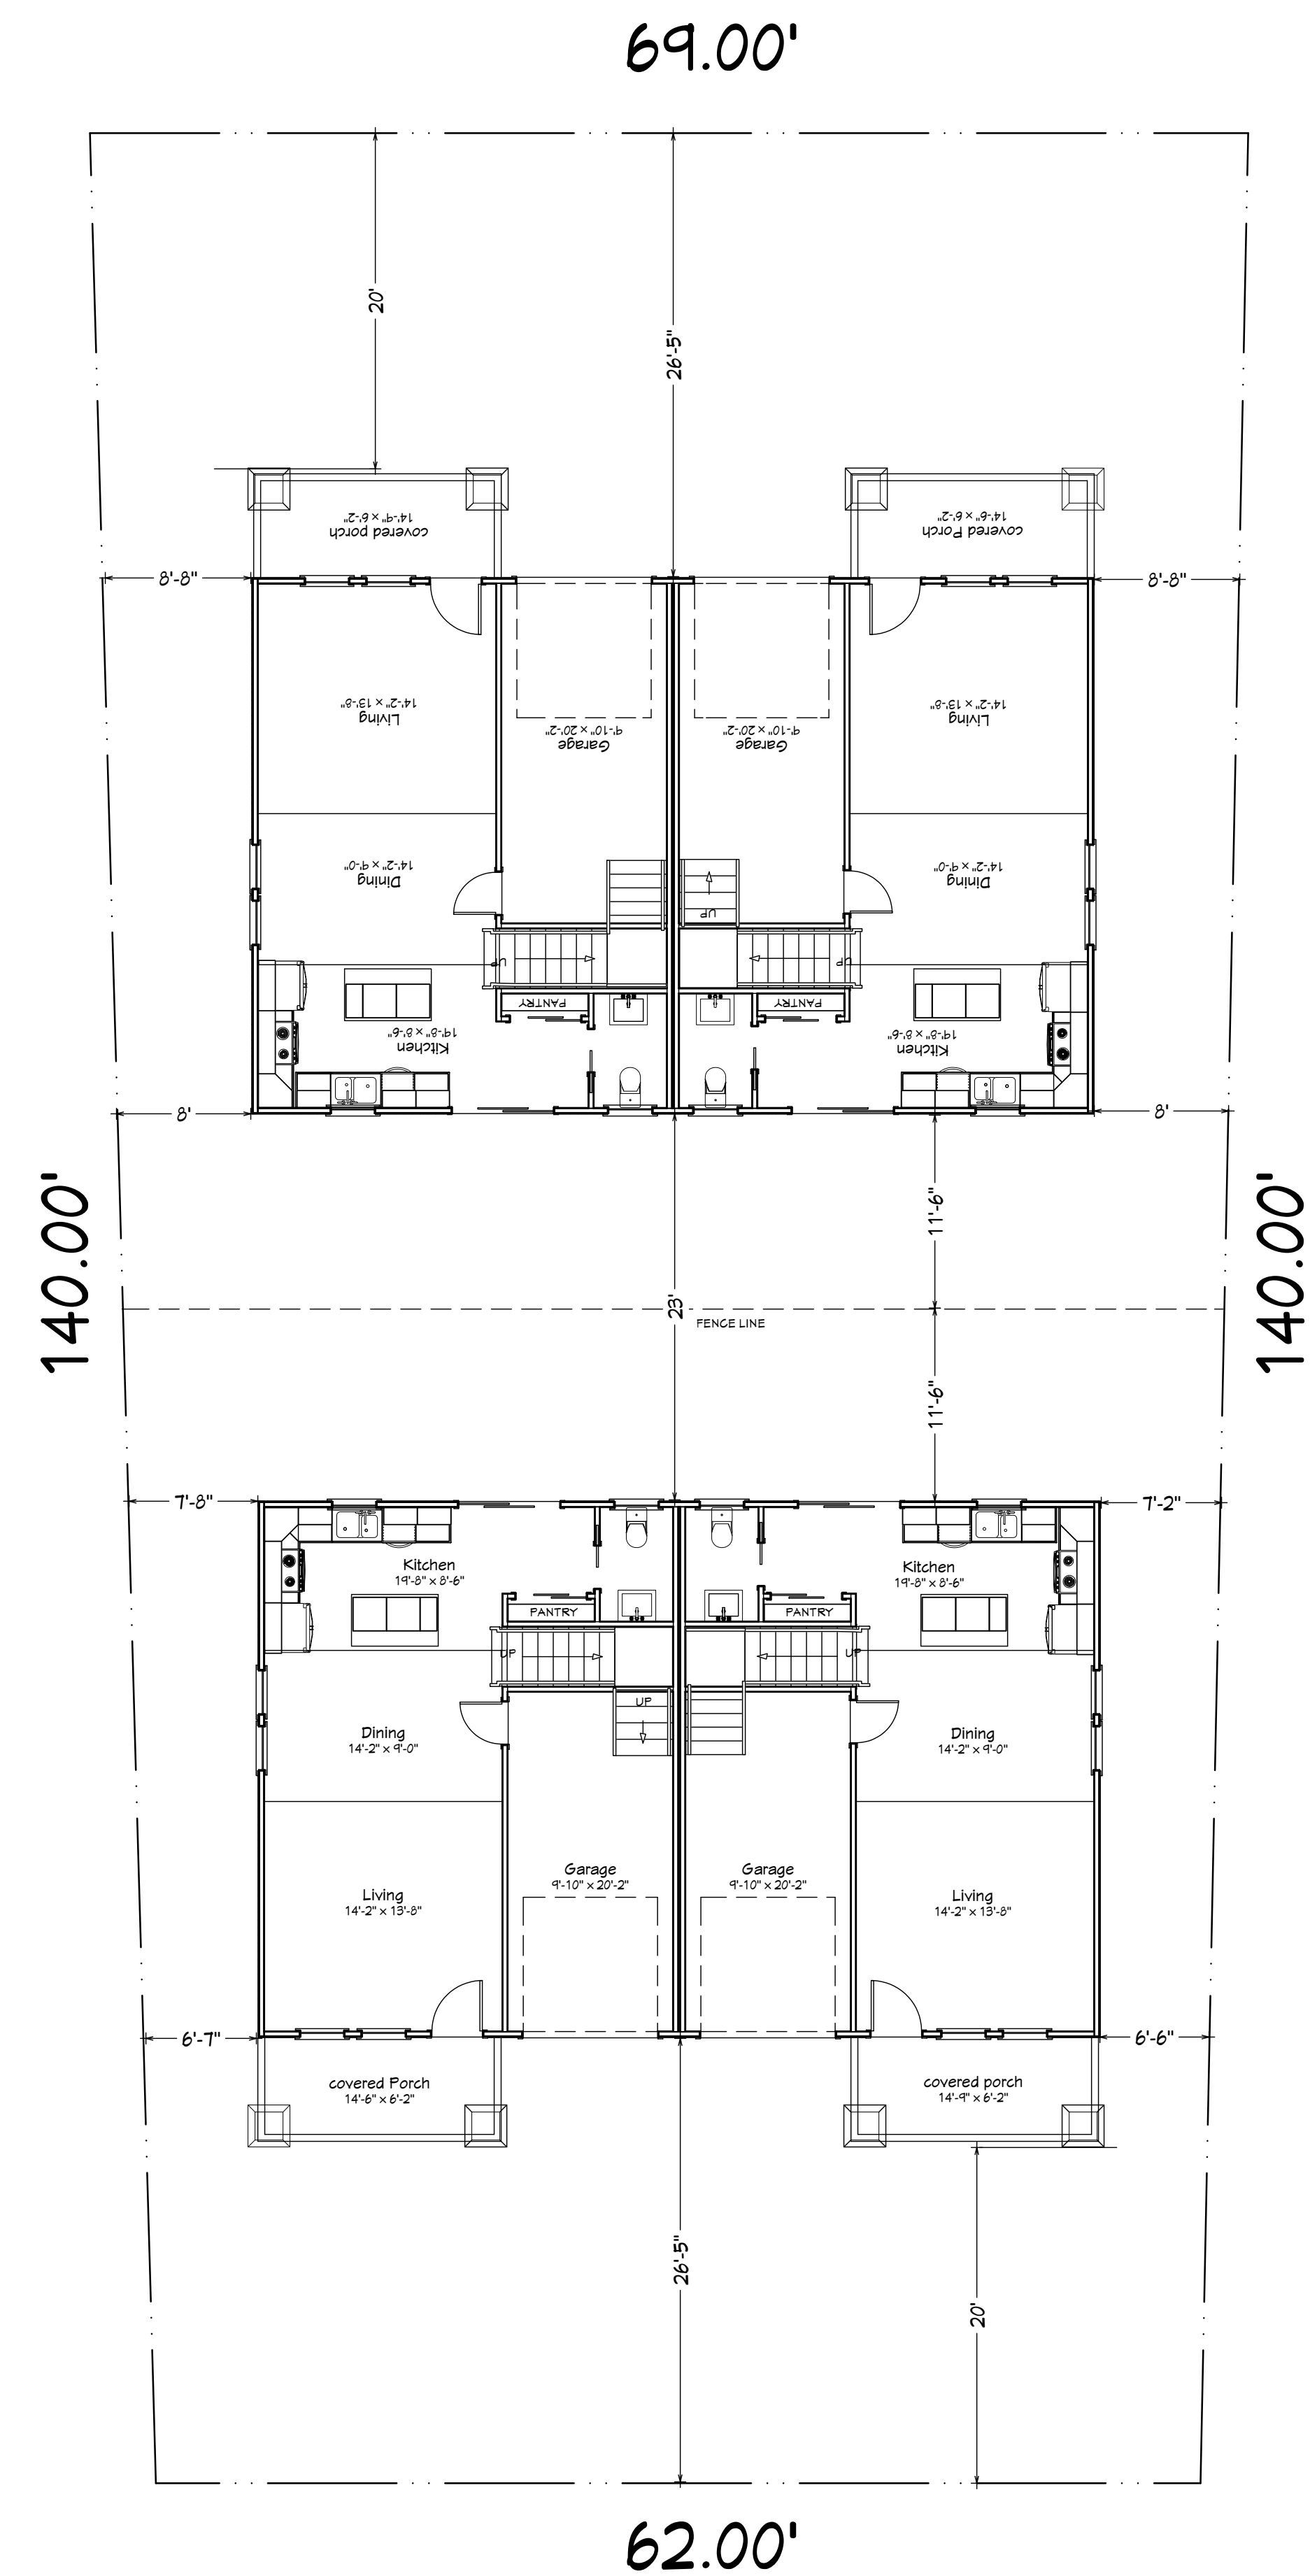 69.00'
20'
26'-5"
covered porch
14'-9" x 6'-2"
covered Porch
14'-6" x 6'-2"
8'-8"
8'-8"
Living
14'-2" x 13'-8"
Garage
9'-10" x 20'-2"
Garage
9'-10" x 20'-2"
Living
14'-2" x 13'-8"
Dining
14'-2" x 9'-0"
Dining
14'-2" x 9'-0"
UP
UP
UP
PANTRY
PANTRY
Kitchen
19'-8" x 8'-6"
Kitchen
19'-8" x 8'-6"
8'
8'
140.00'
140.00'
11'-6"
23'
FENCE LINE
11'-6"
7'-8"
7'-2"
Kitchen
19'-8" x 8'-6"
Kitchen
19'-8" x 8'-6"
PANTRY
PANTRY
UP
UP
UP
Dining
14'-2" x 9'-0"
Dining
14'-2" x 9'-0"
Garage
9'-10" x 20'-2"
Garage
9'-10" x 20'-2"
Living
14'-2" x 13'-8"
Living
14'-2" x 13'-8"
6'-7"
6'-6"
covered Porch
14'-6" x 6'-2"
covered porch
14'-9" x 6'-2"
26'-5"
20'
62.00'